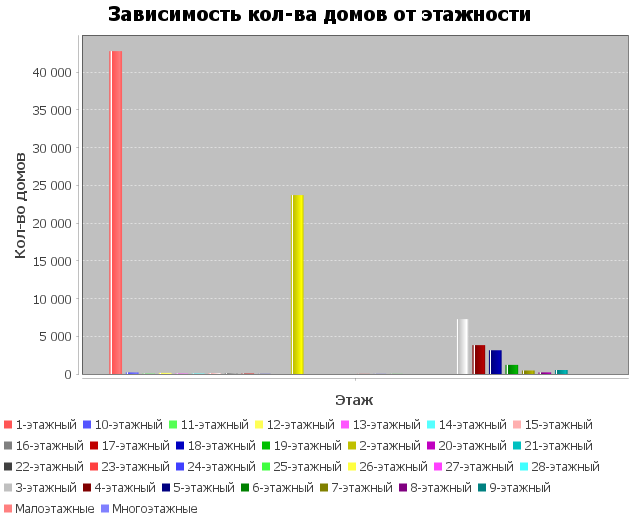 Зависимость кол-ва домов от этажности
40 000
35 000
30 000
25 000
20 000
15 000
10 000
5 000
0
Кол-во домов
Этаж
1-этажный 10-этажный 11-этажный 12-этажный 13-этажный 14-этажный 15-этажный
16-этажный 17-этажный 18-этажный 19-этажный 2-этажный 20-этажный 21-этажный
22-этажный 23-этажный 24-этажный 25-этажный 26-этажный 27-этажный 28-этажный
3-этажный 4-этажный 5-этажный 6-этажный 7-этажный 8-этажный 9-этажный
Малоэтажные Многоэтажные